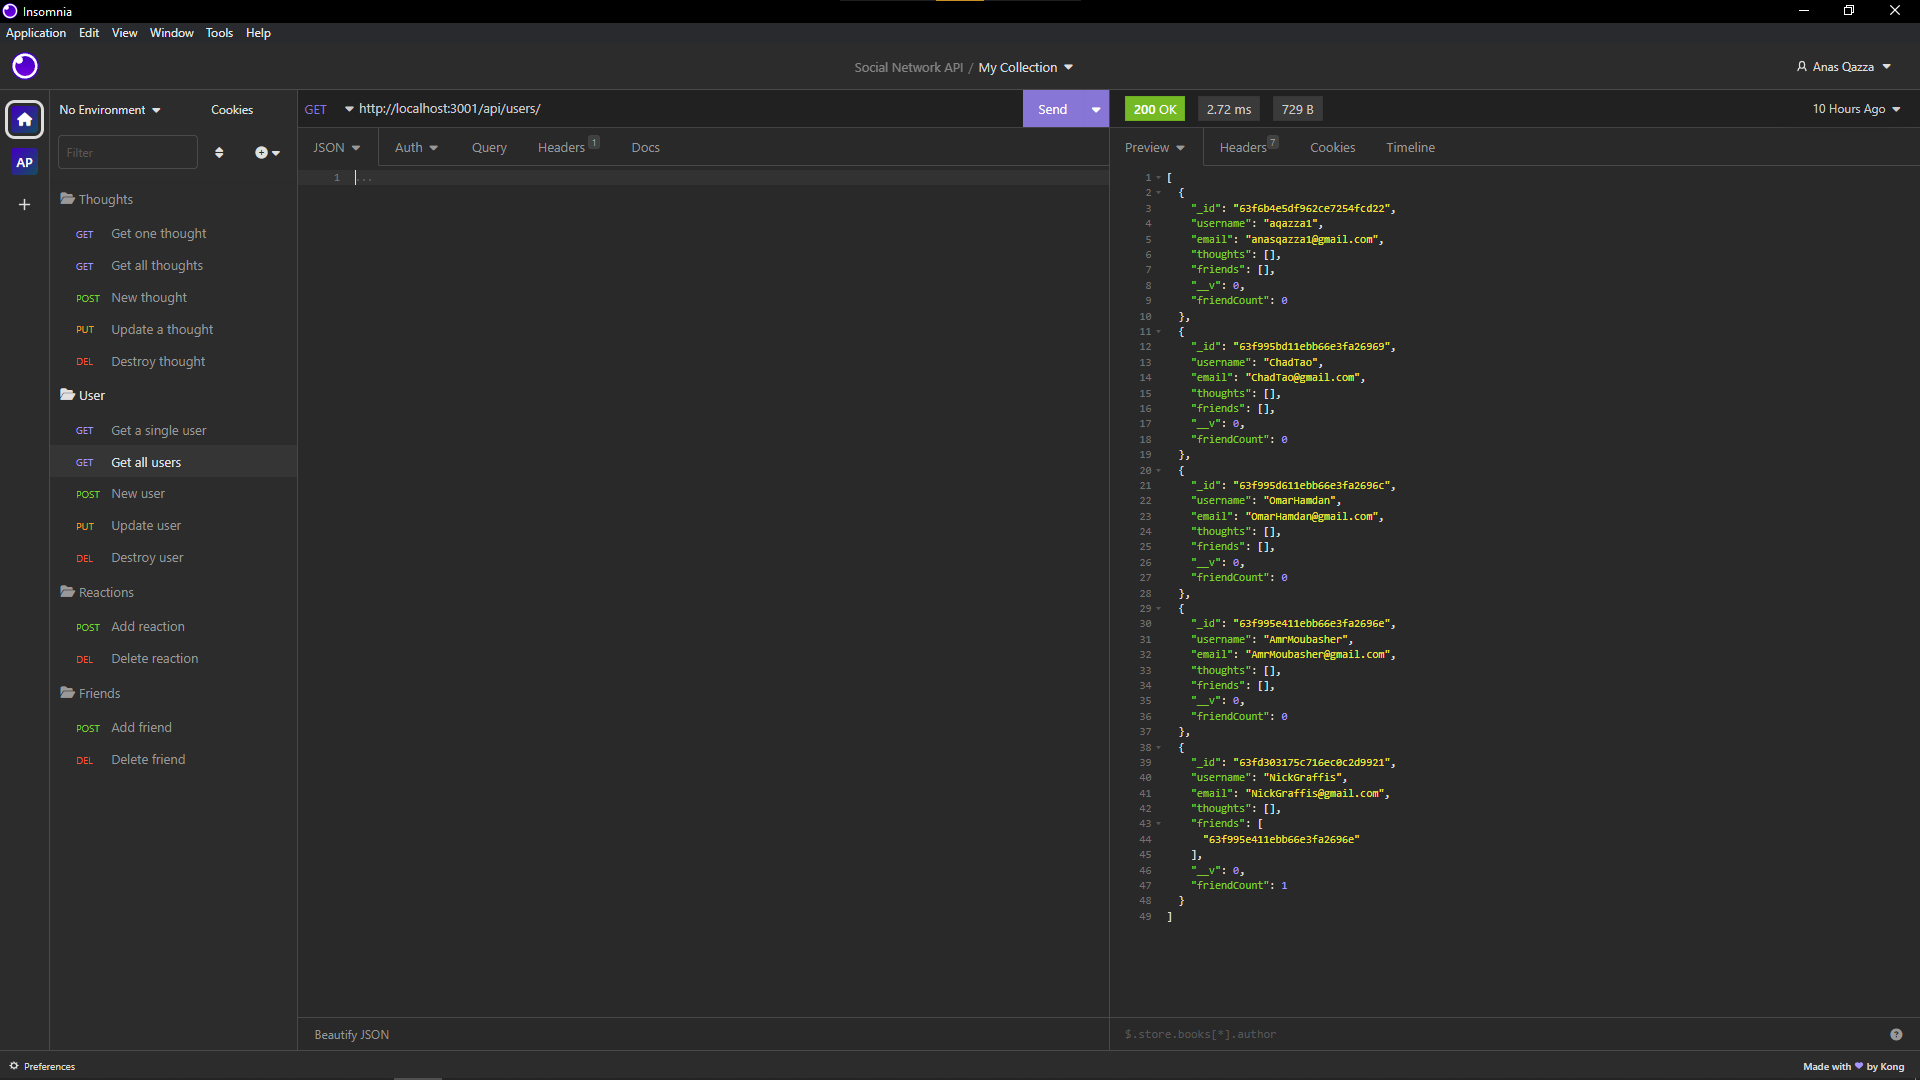 Insomnia
Application Edit View Window Tools Help
Social Network API / My Collection
Anas Qazza
No Environment
Cookies
GET http://localhost:3001/api/users/
Send
200 OK
2.72 ms
729 B
10 Hours Ago
AP
Filter
JSON
Auth
Query
Headers 1
Docs
Preview
Headers 7
Cookies
Timeline
Thoughts
GET Get one thought
GET Get all thoughts
POST New thought
PUT Update a thought
DEL Destroy thought
User
GET Get a single user
GET Get all users
POST New user
PUT Update user
DEL Destroy user
Reactions
POST Add reaction
DEL Delete reaction
Friends
POST Add friend
DEL Delete friend
1 ...
1 [
2 {
3 "_id": "63f6b4e5df962ce7254fcd22",
4 "username": "aqazza1",
5 "email": "anasqazza1@gmail.com",
6 "thoughts": [],
7 "friends": [],
8 "__v": 0,
9 "friendCount": 0
10 },
11 {
12 "_id": "63f995bd11ebb66e3fa26969",
13 "username": "ChadTao",
14 "email": "ChadTao@gmail.com",
15 "thoughts": [],
16 "friends": [],
17 "__v": 0,
18 "friendCount": 0
19 },
20 {
21 "_id": "63f995d611ebb66e3fa2696c",
22 "username": "OmarHamdan",
23 "email": "OmarHamdan@gmail.com",
24 "thoughts": [],
25 "friends": [],
26 "__v": 0,
27 "friendCount": 0
28 },
29 {
30 "_id": "63f995e411ebb66e3fa2696e",
31 "username": "AmrMoubasher",
32 "email": "AmrMoubasher@gmail.com",
33 "thoughts": [],
34 "friends": [],
35 "__v": 0,
36 "friendCount": 0
37 },
38 {
39 "_id": "63fd303175c716ec0c2d9921",
40 "username": "NickGraffis",
41 "email": "NickGraffis@gmail.com",
42 "thoughts": [],
43 "friends": [
44 "63f995e411ebb66e3fa2696e"
45 ],
46 "__v": 0,
47 "friendCount": 1
48 }
49 ]
Beautify JSON
$.store.books[*].author
Preferences
Made with ♥ by Kong